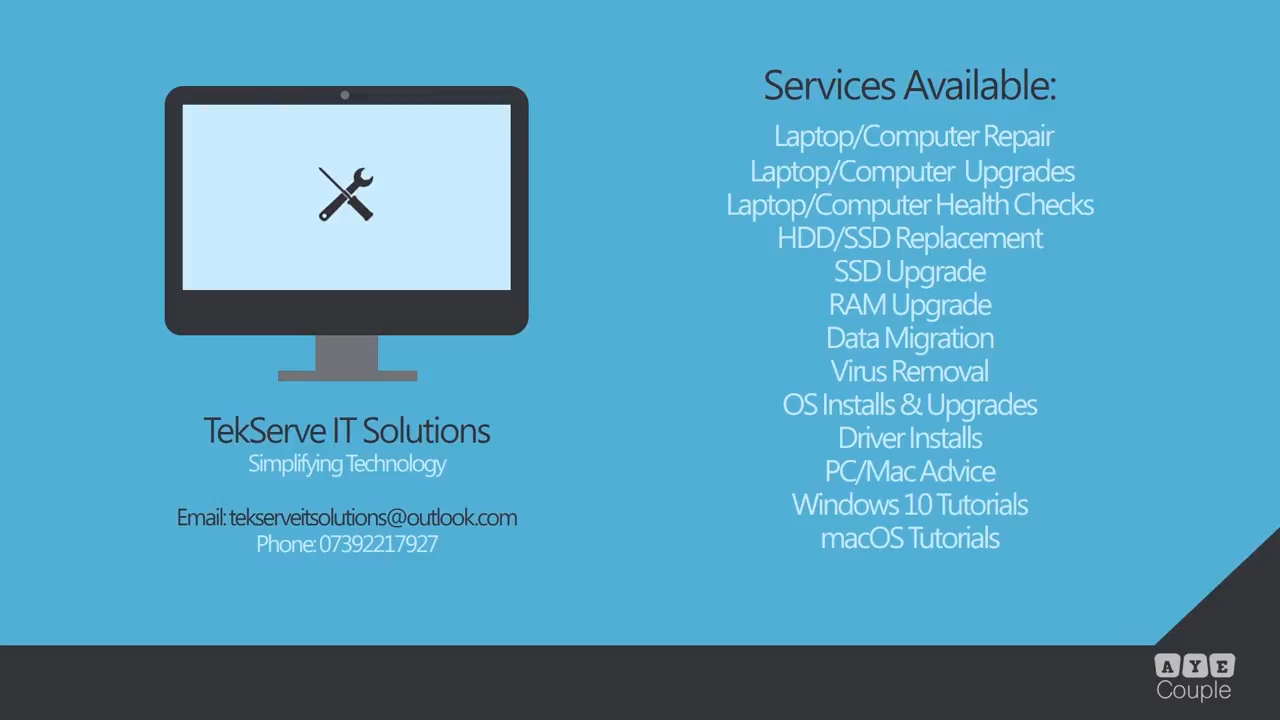 TekServe IT Solutions
Simplifying Technology
Email: tekserveitsolutions@outlook.com
Phone: 07392217927
Services Available:
Laptop/Computer Repair
Laptop/Computer Upgrades
Laptop/Computer Health Checks
HDD/SSD Replacement
SSD Upgrade
RAM Upgrade
Data Migration
Virus Removal
OS Installs & Upgrades
Driver Installs
PC/Mac Advice
Windows 10 Tutorials
macOS Tutorials
AYE
Couple